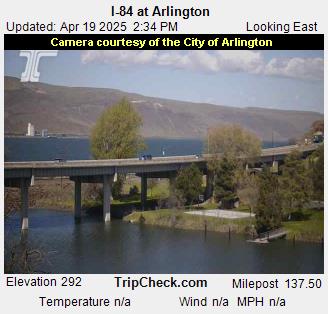 I-84 at Arlington
Updated: Apr 19 2025 2:34 PM Looking East
Camera courtesy of the City of Arlington
Elevation 292 TripCheck.com Milepost 137.50
Temperature n/a Wind n/a MPH n/a